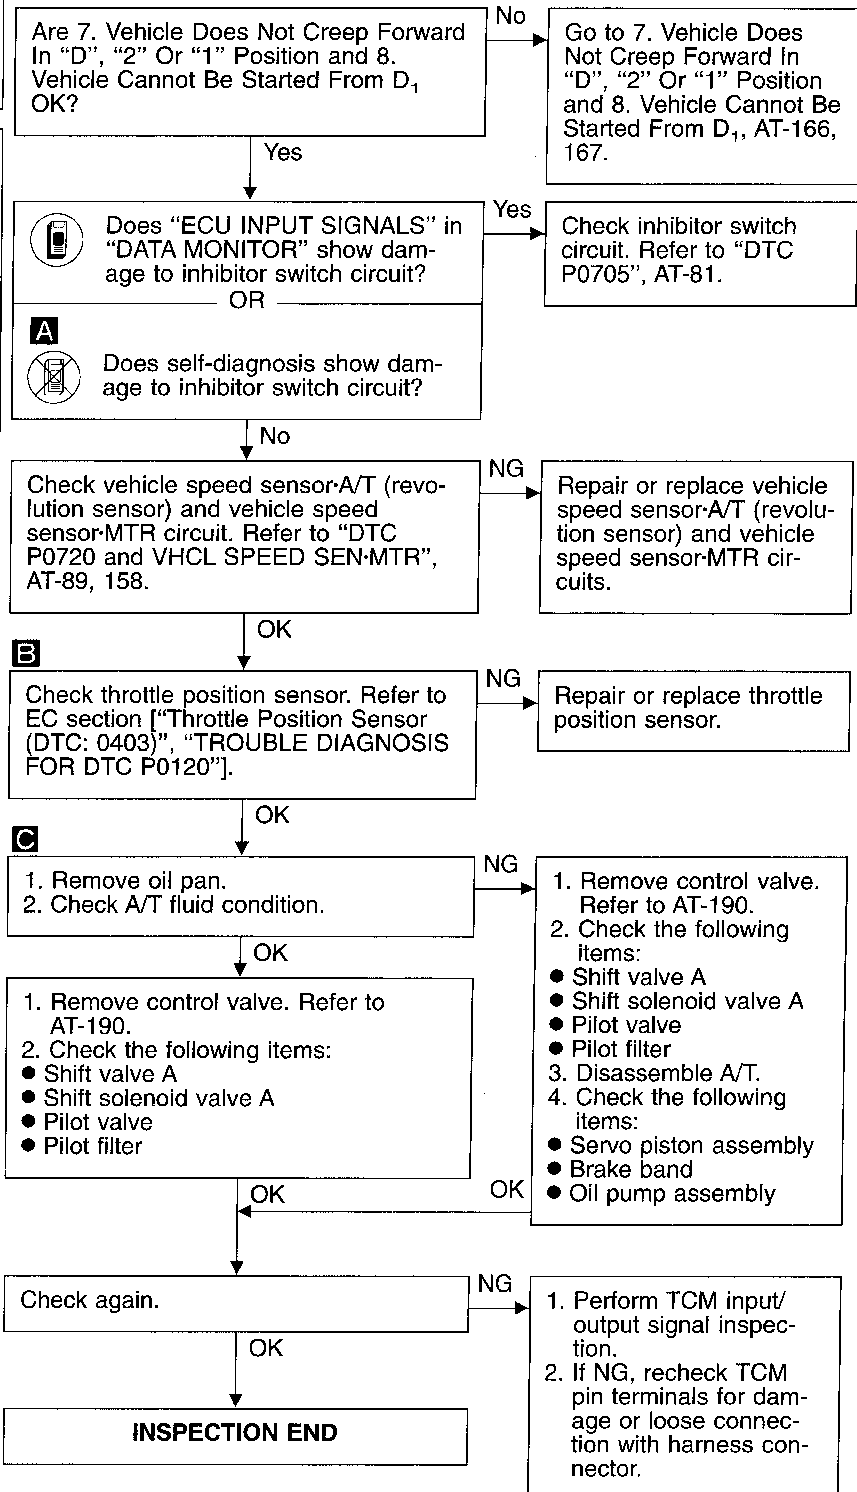 Are 7. Vehicle Does Not Creep Forward
In “D”, “2” Or “1” Position and 8.
Vehicle Cannot Be Started From D1
OK?
No
Go to 7. Vehicle Does
Not Creep Forward In
“D”, “2” Or “1” Position
and 8. Vehicle Cannot Be
Started From D1, AT-166,
167.
Yes
Does “ECU INPUT SIGNALS” in
“DATA MONITOR” show dam-
age to inhibitor switch circuit?
Yes
Check inhibitor switch
circuit. Refer to “DTC
P0705”, AT-81.
OR
A
Does self-diagnosis show dam-
age to inhibitor switch circuit?
No
Check vehicle speed sensor·A/T (revo-
lution sensor) and vehicle speed
sensor·MTR circuit. Refer to “DTC
P0720 and VHCL SPEED SEN·MTR”,
AT-89, 158.
NG
Repair or replace vehicle
speed sensor·A/T (revolu-
tion sensor) and vehicle
speed sensor·MTR cir-
cuits.
OK
B
Check throttle position sensor. Refer to
EC section [“Throttle Position Sensor
(DTC: 0403)”, “TROUBLE DIAGNOSIS
FOR DTC P0120”].
NG
Repair or replace throttle
position sensor.
OK
C
1. Remove oil pan.
2. Check A/T fluid condition.
NG
1. Remove control valve.
Refer to AT-190.
2. Check the following
items:
● Shift valve A
● Shift solenoid valve A
● Pilot valve
● Pilot filter
3. Disassemble A/T.
4. Check the following
items:
● Servo piston assembly
● Brake band
● Oil pump assembly
OK
1. Remove control valve. Refer to
AT-190.
2. Check the following items:
● Shift valve A
● Shift solenoid valve A
● Pilot valve
● Pilot filter
OK
OK
Check again.
NG
1. Perform TCM input/
output signal inspec-
tion.
2. If NG, recheck TCM
pin terminals for dam-
age or loose connec-
tion with harness con-
nector.
OK
INSPECTION END